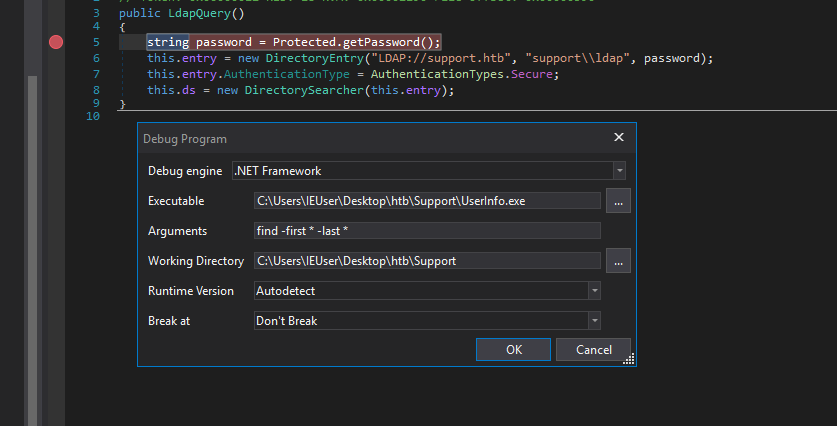 3 public LdapQuery()
4 {
5 string password = Protected.getPassword();
6 this.entry = new DirectoryEntry("LDAP://support.htb", "support\\ldap", password);
7 this.entry.AuthenticationType = AuthenticationTypes.Secure;
8 this.ds = new DirectorySearcher(this.entry);
9 }
10
Debug Program
Debug engine .NET Framework
Executable C:\Users\IEUser\Desktop\htb\Support\UserInfo.exe ...
Arguments find -first * -last *
Working Directory C:\Users\IEUser\Desktop\htb\Support ...
Runtime Version Autodetect
Break at Don't Break
OK Cancel